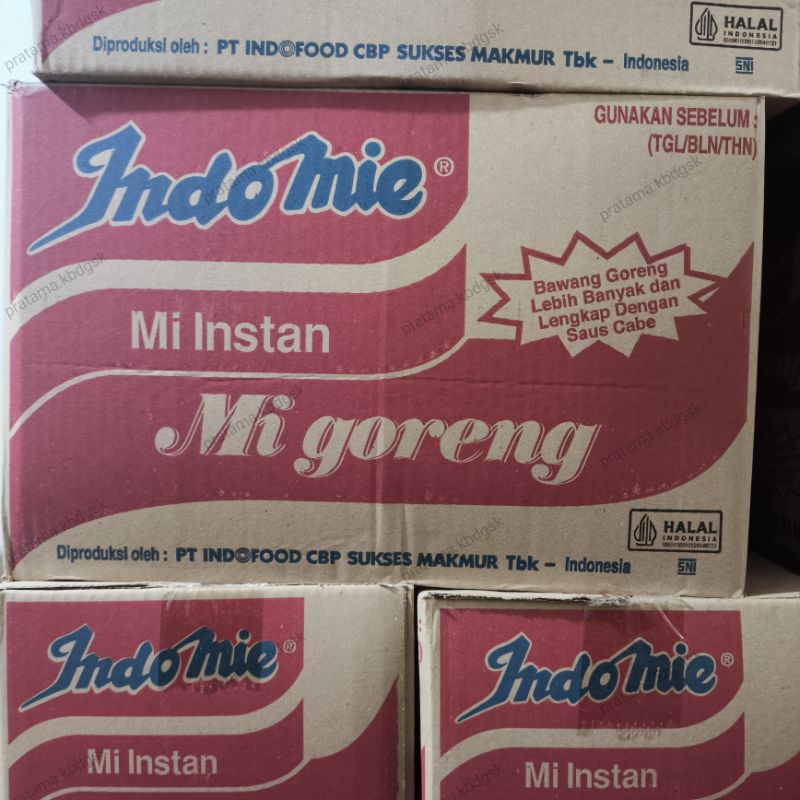 Diproduksi oleh : PT INDOFOOD CBP SUKSES MAKMUR Tbk – Indonesia
HALAL
INDONESIA
SNI
Indomie®
GUNAKAN SEBELUM :
(TGL/BLN/THN)
Bawang Goreng
Lebih Banyak dan
Lengkap Dengan
Saus Cabe
Mi Instan
Mi goreng
HALAL
INDONESIA
Diproduksi oleh : PT INDOFOOD CBP SUKSES MAKMUR Tbk – Indonesia
SNI
Indomie®
Mi Instan
Indomie®
Mi Instan
pratama.kbdgsk